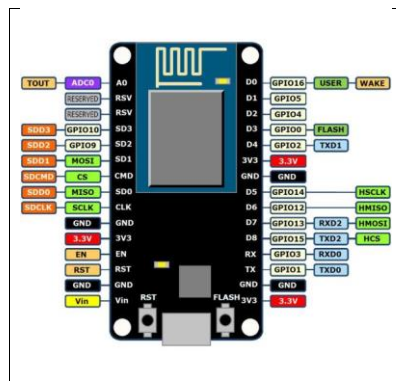 TOUT ADC0 A0 D0 GPIO16 USER WAKE
RESERVED RSV D1 GPIO5
RESERVED RSV D2 GPIO4
SDD3 GPIO10 SD3 D3 GPIO0 FLASH
SDD2 GPIO9 SD2 D4 GPIO2 TXD1
SDD1 MOSI SD1 3V3 3.3V
SDCMD CS CMD GND GND
SDD0 MISO SD0 D5 GPIO14 HSCLK
SDCLK SCLK CLK D6 GPIO12 HMISO
GND GND D7 GPIO13 RXD2 HMOSI
3.3V 3V3 D8 GPIO15 TXD2 HCS
EN EN RX GPIO3 RXD0
RST RST TX GPIO1 TXD0
GND GND GND GND
Vin Vin RST FLASH 3V3 3.3V